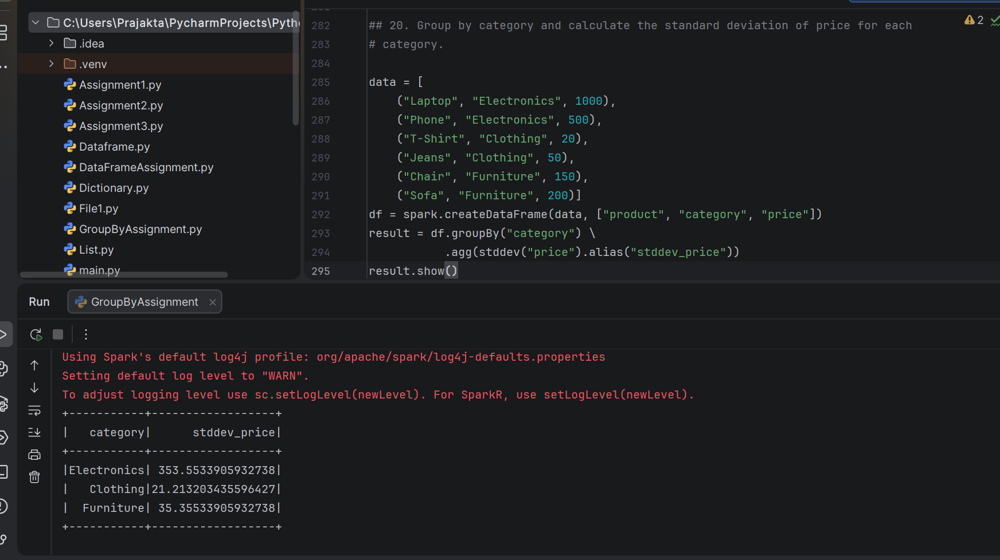 C:\Users\Prajakta\PycharmProjects\Pyth
.idea
.venv
Assignment1.py
Assignment2.py
Assignment3.py
Dataframe.py
DataFrameAssignment.py
Dictionary.py
File1.py
GroupByAssignment.py
List.py
main.py
2
282 ## 20. Group by category and calculate the standard deviation of price for each
283 # category.
284
285 data = [
286     ("Laptop", "Electronics", 1000),
287     ("Phone", "Electronics", 500),
288     ("T-Shirt", "Clothing", 20),
289     ("Jeans", "Clothing", 50),
290     ("Chair", "Furniture", 150),
291     ("Sofa", "Furniture", 200)]
292 df = spark.createDataFrame(data, ["product", "category", "price"])
293 result = df.groupBy("category") \
294            .agg(stddev("price").alias("stddev_price"))
295 result.show()
Run GroupByAssignment
Using Spark's default log4j profile: org/apache/spark/log4j-defaults.properties
Setting default log level to "WARN".
To adjust logging level use sc.setLogLevel(newLevel). For SparkR, use setLogLevel(newLevel).
+-----------+------------------+
|   category|      stddev_price|
+-----------+------------------+
|Electronics| 353.5533905932738|
|   Clothing|21.213203435596427|
|  Furniture| 35.35533905932738|
+-----------+------------------+